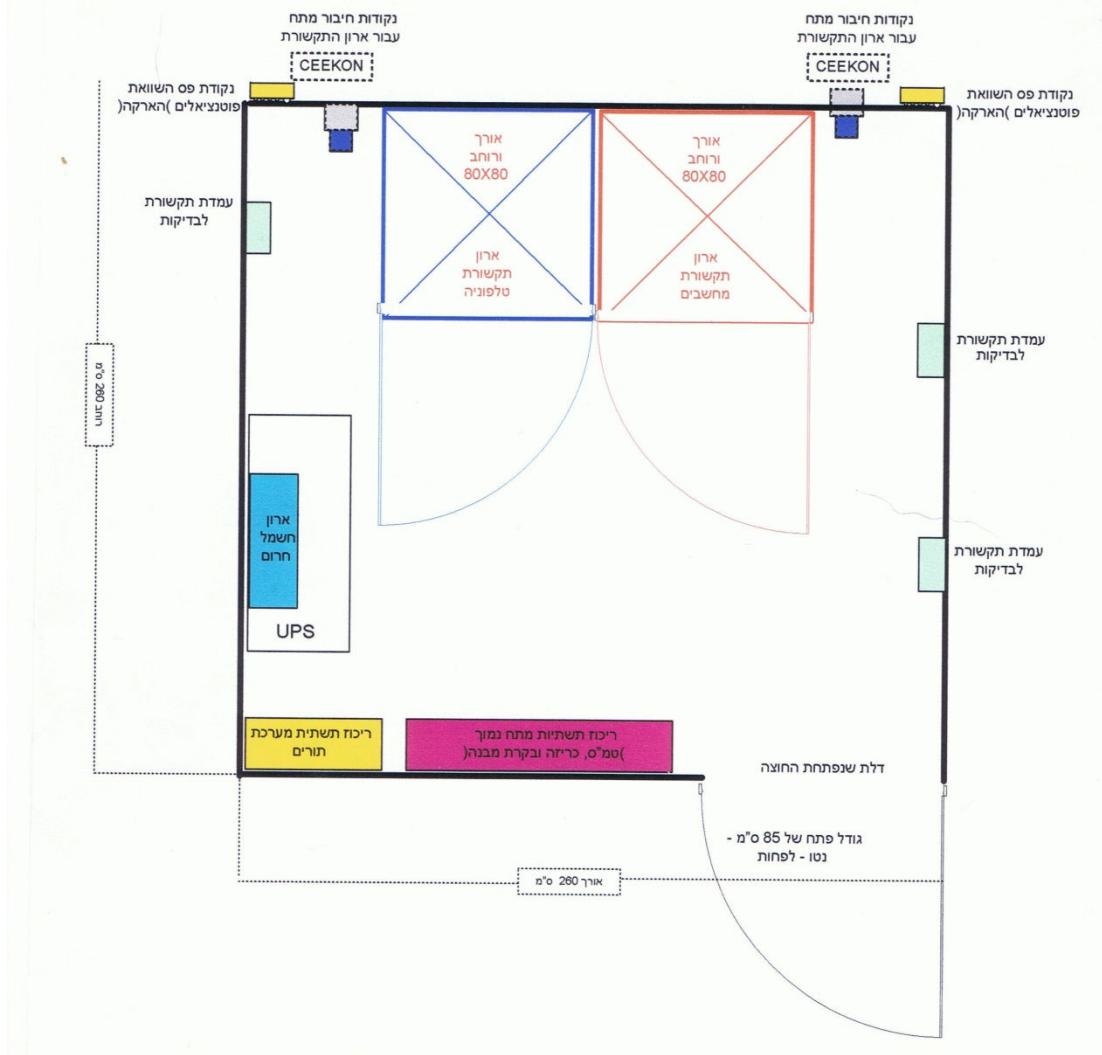 נקודות חיבור מתח
עבור ארון התקשורת
CEEKON
נקודות חיבור מתח
עבור ארון התקשורת
CEEKON
נקודת פס השוואת
פוטנציאלים )הארקה(
נקודת פס השוואת
פוטנציאלים )הארקה(
אורך
ורוחב
80X80
ארון
תקשורת
מחשבים
אורך
ורוחב
80X80
ארון
תקשורת
טלפוניה
עמדת תקשורת
לבדיקות
עמדת תקשורת
לבדיקות
עמדת תקשורת
לבדיקות
רוחב 260 ס"מ
ארון
חשמל
חרום
UPS
ריכוז תשתיות מתח נמוך
)טמ"ס, כריזה ובקרת מבנה(
ריכוז תשתית מערכת
תורים
דלת שנפתחת החוצה
גודל פתח של 85 ס"מ -
נטו - לפחות
אורך 260 ס"מ